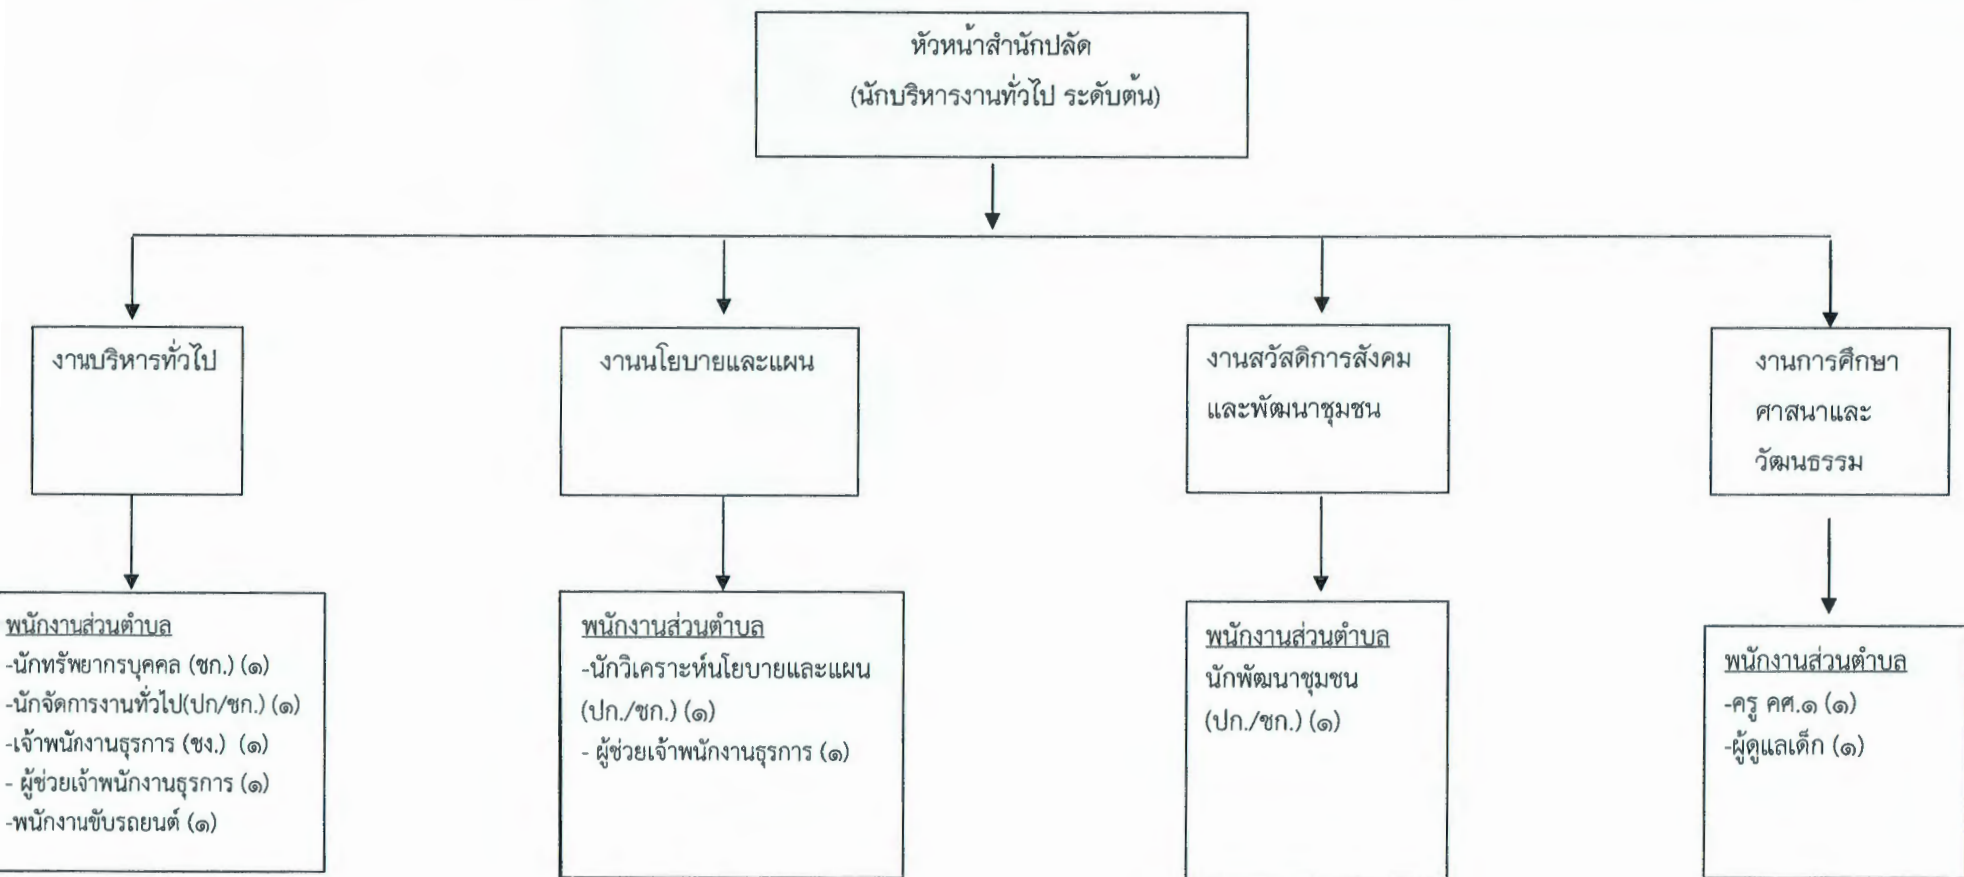 หัวหน้าสำนักปลัด
(นักบริหารงานทั่วไป ระดับต้น)
งานบริหารทั่วไป
งานนโยบายและแผน
งานสวัสดิการสังคม
และพัฒนาชุมชน
งานการศึกษา
ศาสนาและ
วัฒนธรรม
พนักงานส่วนตำบล
-นักทรัพยากรบุคคล (ชก.) (๑)
-นักจัดการงานทั่วไป(ปก/ชก.) (๑)
-เจ้าพนักงานธุรการ (ชง.) (๑)
- ผู้ช่วยเจ้าพนักงานธุรการ (๑)
-พนักงานขับรถยนต์ (๑)
พนักงานส่วนตำบล
-นักวิเคราะห์นโยบายและแผน
(ปก./ชก.) (๑)
- ผู้ช่วยเจ้าพนักงานธุรการ (๑)
พนักงานส่วนตำบล
นักพัฒนาชุมชน
(ปก./ชก.) (๑)
พนักงานส่วนตำบล
-ครู คศ.๑ (๑)
-ผู้ดูแลเด็ก (๑)